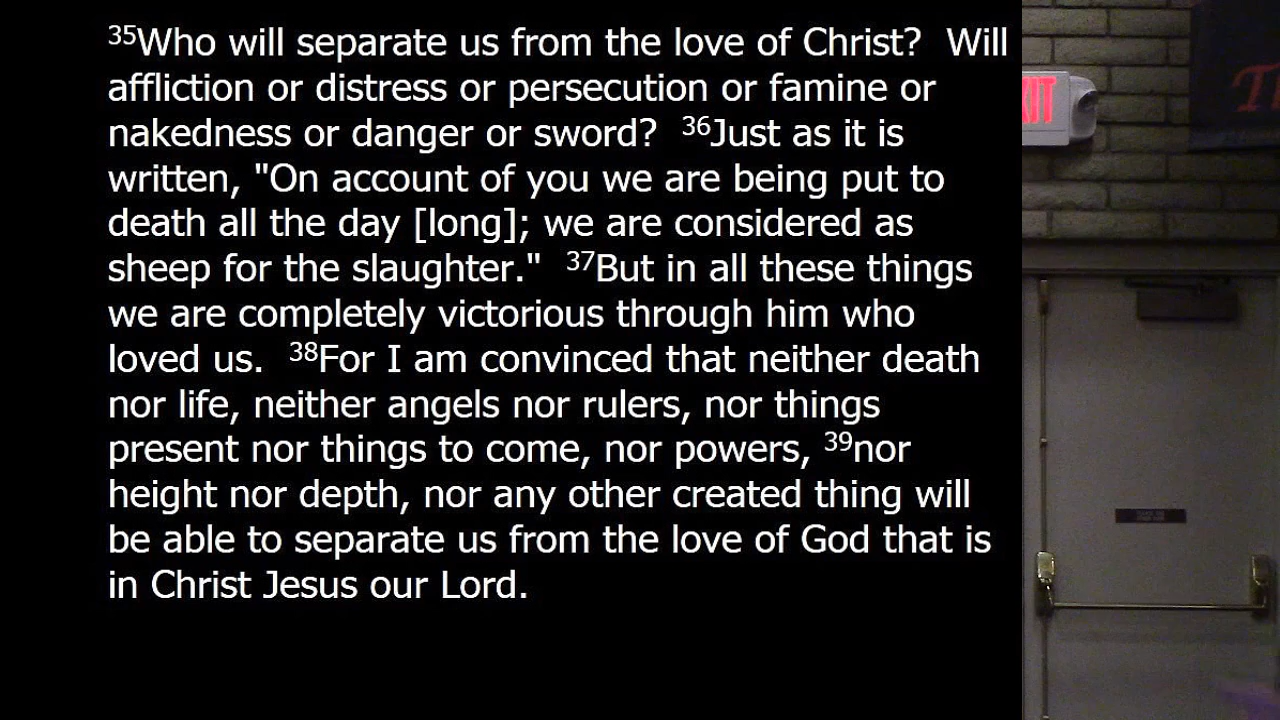 ³⁵Who will separate us from the love of Christ?  Will
affliction or distress or persecution or famine or
nakedness or danger or sword?  ³⁶Just as it is
written, "On account of you we are being put to
death all the day [long]; we are considered as
sheep for the slaughter."  ³⁷But in all these things
we are completely victorious through him who
loved us.  ³⁸For I am convinced that neither death
nor life, neither angels nor rulers, nor things
present nor things to come, nor powers, ³⁹nor
height nor depth, nor any other created thing will
be able to separate us from the love of God that is
in Christ Jesus our Lord.
XIT